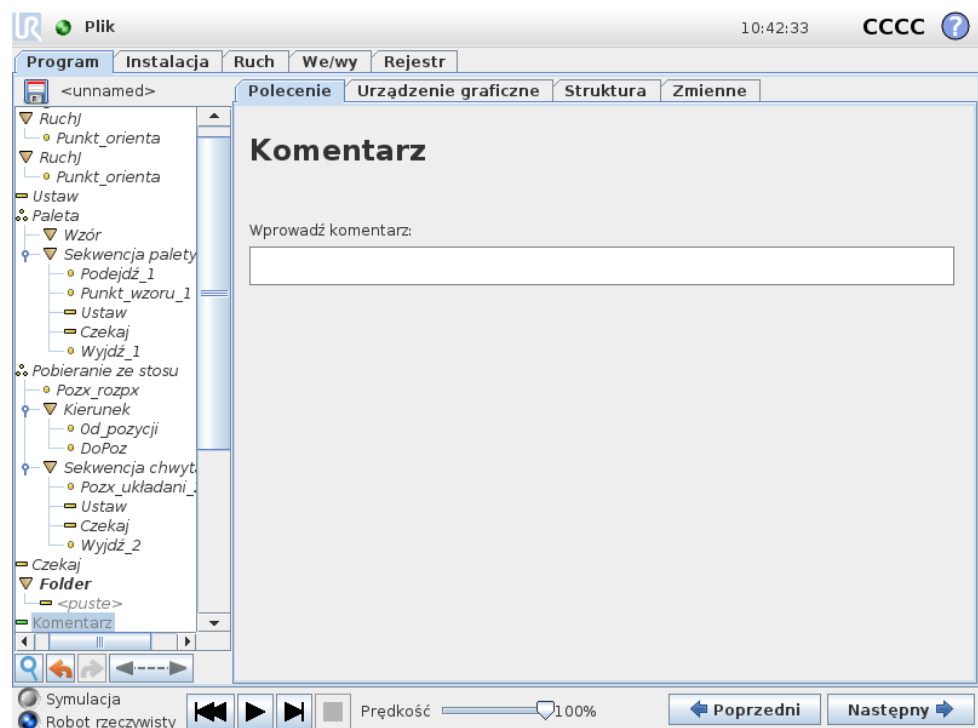 UR Plik 10:42:33 CCCC ?
Program Instalacja Ruch We/wy Rejestr
<unnamed>
Polecenie Urządzenie graficzne Struktura Zmienne
RuchJ
Punkt_orienta
RuchJ
Punkt_orienta
Ustaw
Paleta
Wzór
Sekwencja palety
Podejdź_1
Punkt_wzoru_1
Ustaw
Czekaj
Wyjdź_1
Pobieranie ze stosu
Pozx_rozpx
Kierunek
0d_pozycji
DoPoz
Sekwencja chwyt
Pozx_układani_
Ustaw
Czekaj
Wyjdź_2
Czekaj
Folder
<puste>
Komentarz
Komentarz
Wprowadź komentarz:
Symulacja
Robot rzeczywisty
Prędkość 100%
Poprzedni Następny